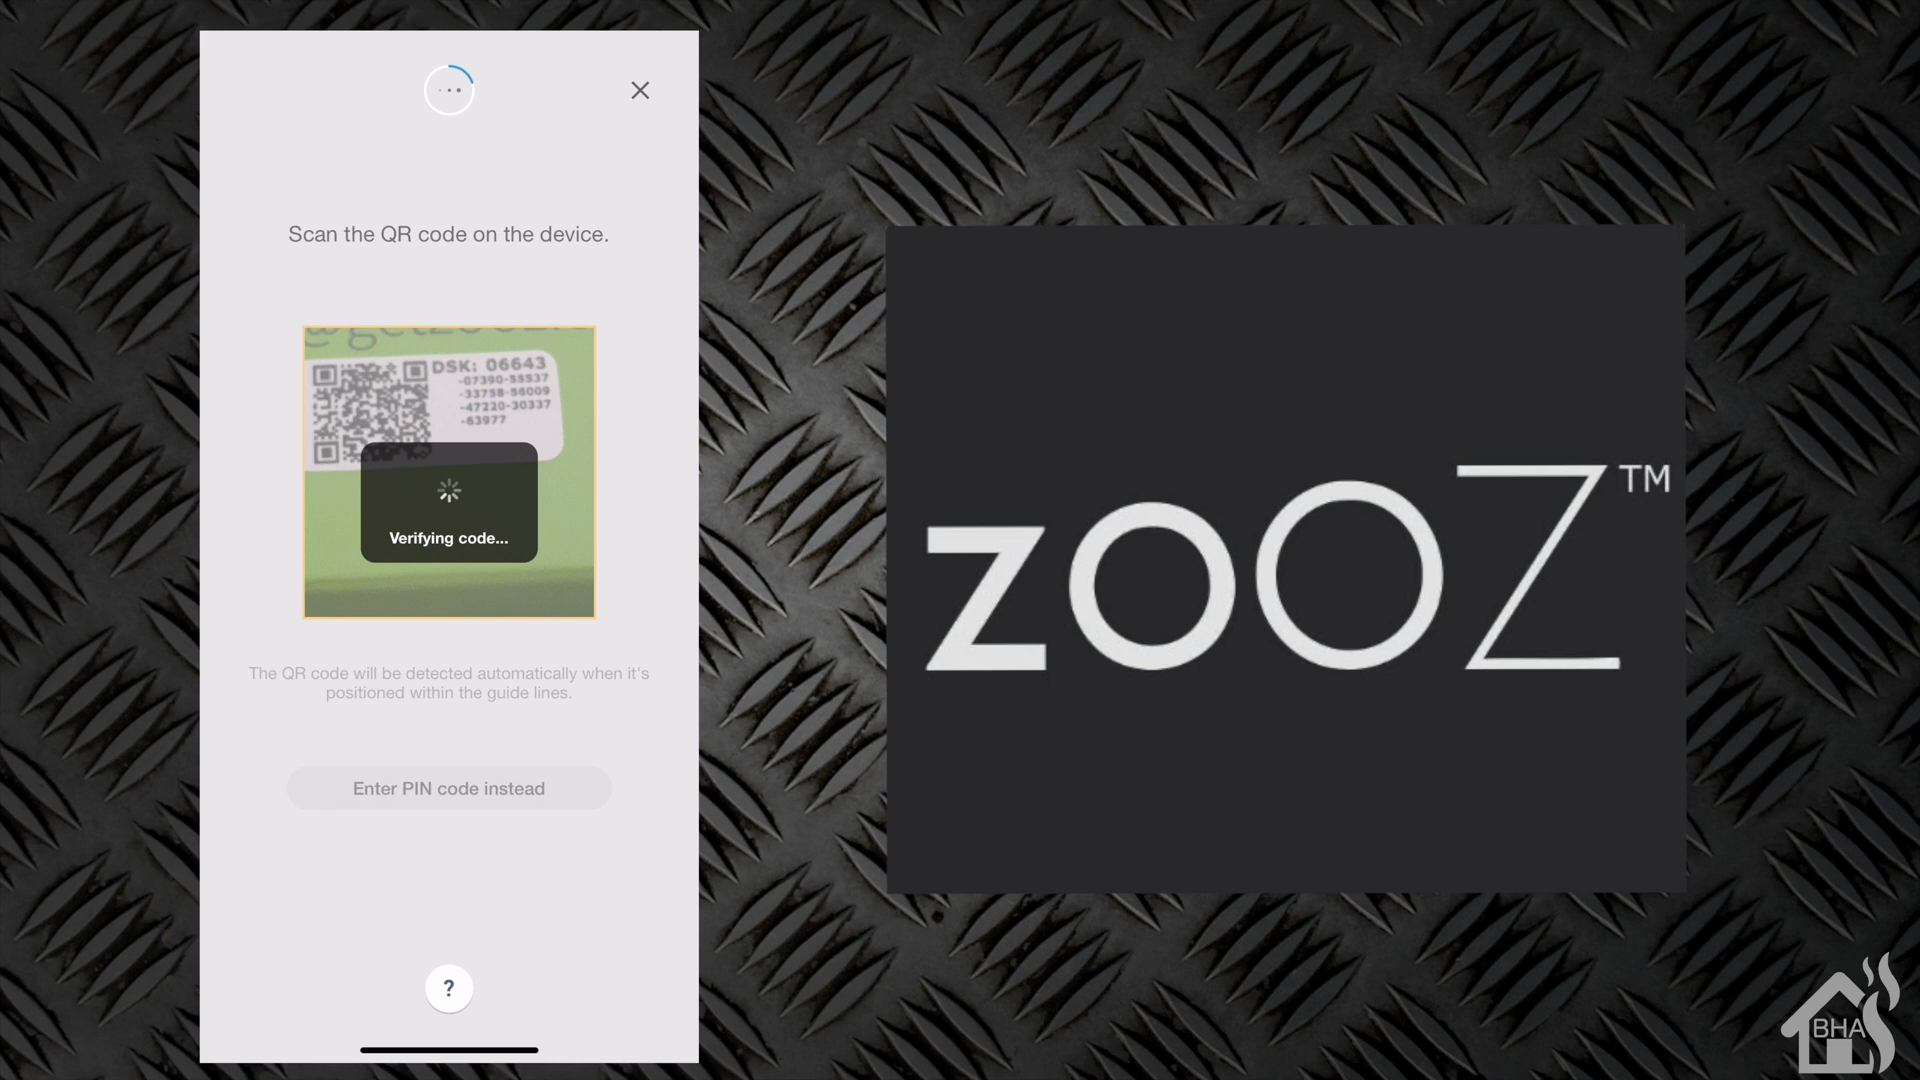 Scan the QR code on the device.
DSK: 06643
-07390-55537
-33758-56009
-47220-30337
-63977
Verifying code...
The QR code will be detected automatically when it's
positioned within the guide lines.
Enter PIN code instead
?
zooZ™
BHA